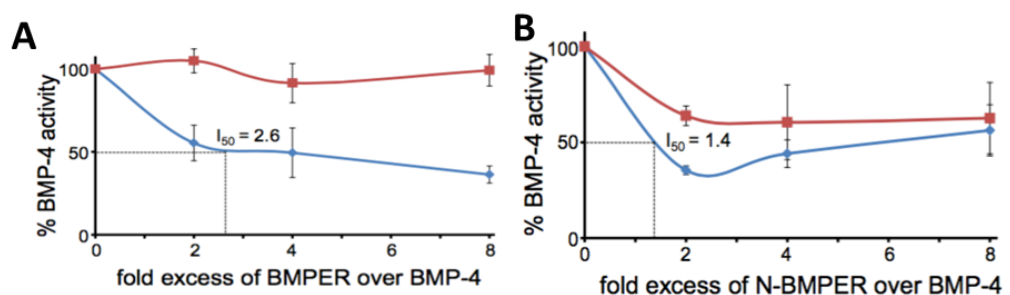 A
% BMP-4 activity
100
50
0
I50 = 2.6
0 2 4 6 8
fold excess of BMPER over BMP-4
B
% BMP-4 activity
100
50
0
I50 = 1.4
0 2 4 6 8
fold excess of N-BMPER over BMP-4